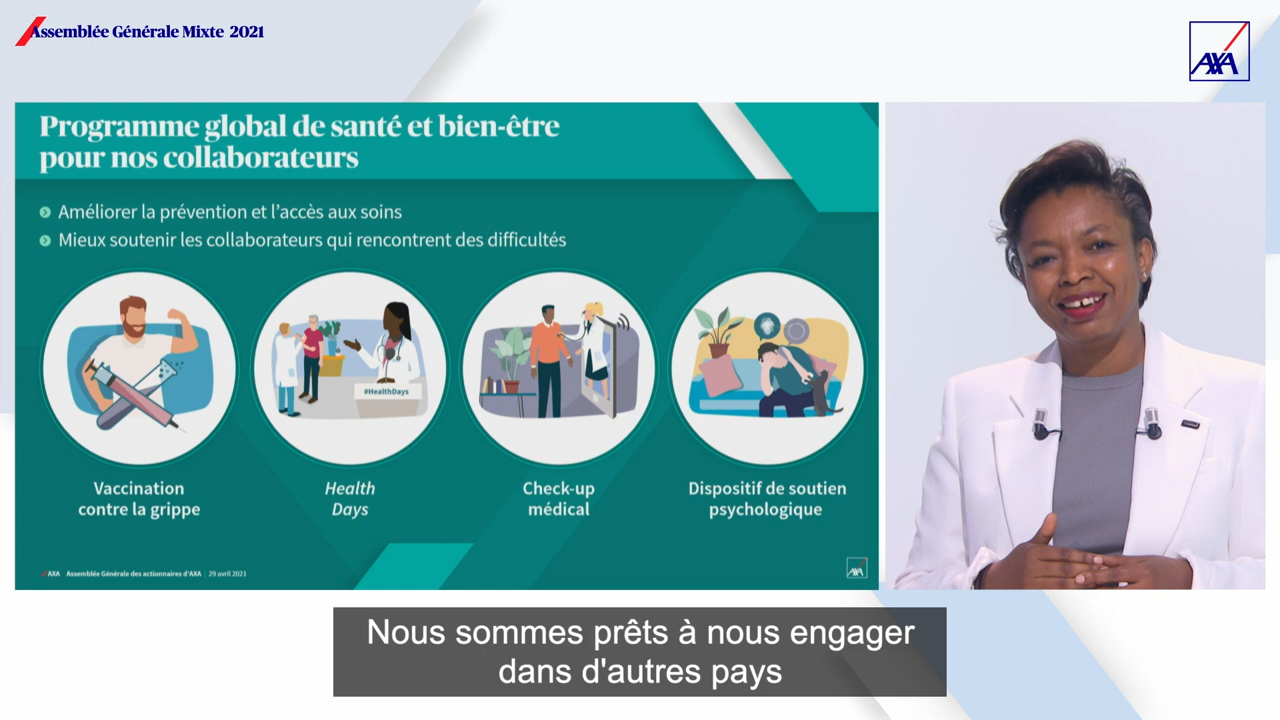 Assemblée Générale Mixte 2021
AXA
Programme global de santé et bien-être
pour nos collaborateurs
Améliorer la prévention et l'accès aux soins
Mieux soutenir les collaborateurs qui rencontrent des difficultés
#HealthDays
Vaccination
contre la grippe
Health
Days
Check-up
médical
Dispositif de soutien
psychologique
AXA Assemblée Générale des actionnaires d'AXA | 29 avril 2021
AXA
Nous sommes prêts à nous engager
dans d'autres pays